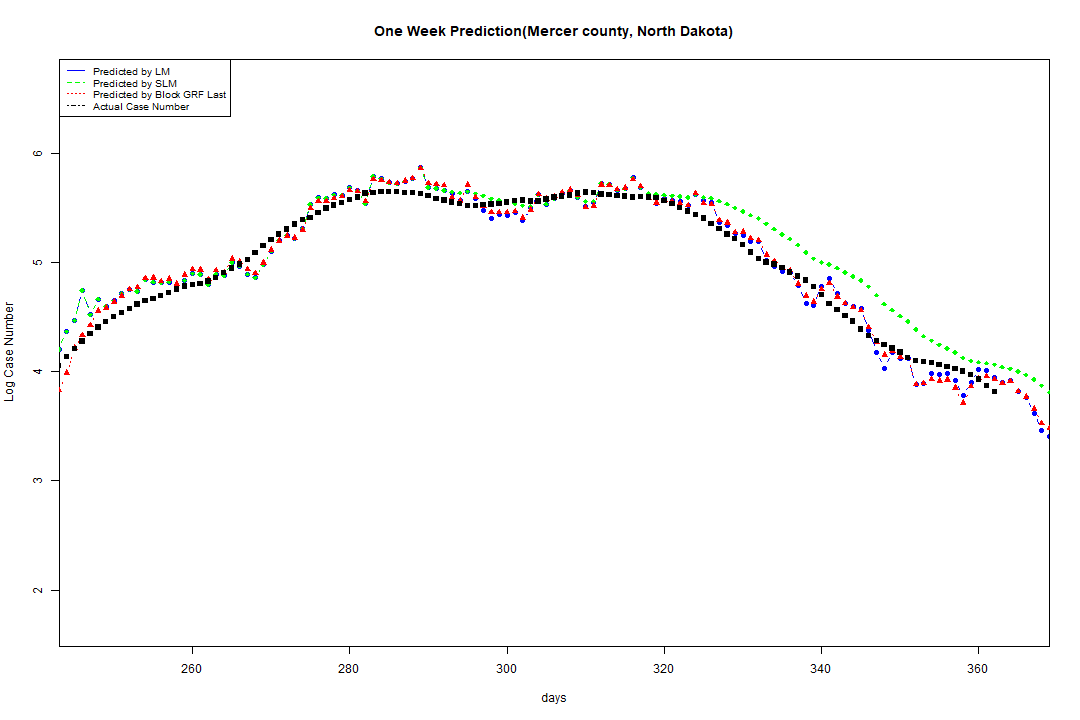 One Week Prediction(Mercer county, North Dakota)
Predicted by LM
Predicted by SLM
Predicted by Block GRF Last
Actual Case Number
6
5
4
3
2
Log Case Number
260 280 300 320 340 360
days